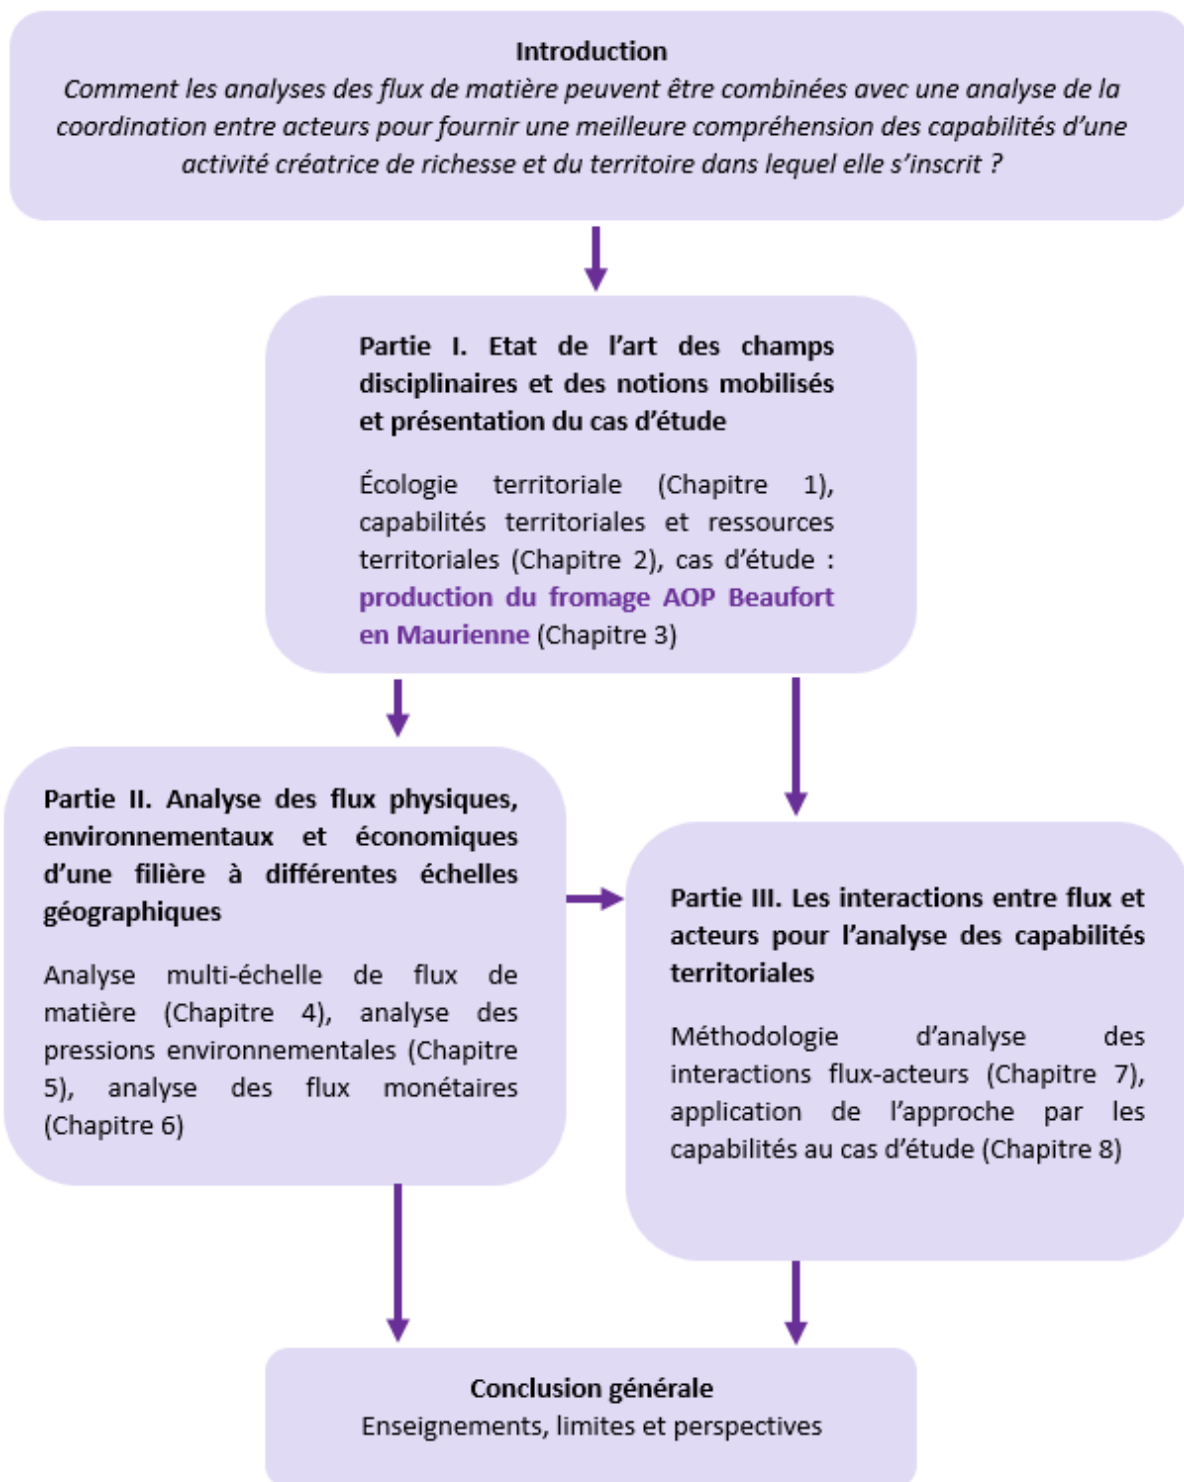 Introduction
Comment les analyses des flux de matière peuvent être combinées avec une analyse de la
coordination entre acteurs pour fournir une meilleure compréhension des capabilités d’une
activité créatrice de richesse et du territoire dans lequel elle s’inscrit ?
Partie I. Etat de l’art des champs
disciplinaires et des notions mobilisés
et présentation du cas d’étude
Écologie territoriale (Chapitre 1),
capabilités territoriales et ressources
territoriales (Chapitre 2), cas d’étude :
production du fromage AOP Beaufort
en Maurienne (Chapitre 3)
Partie II. Analyse des flux physiques,
environnementaux et économiques
d’une filière à différentes échelles
géographiques
Analyse multi-échelle de flux de
matière (Chapitre 4), analyse des
pressions environnementales (Chapitre
5), analyse des flux monétaires
(Chapitre 6)
Partie III. Les interactions entre flux et
acteurs pour l’analyse des capabilités
territoriales
Méthodologie d’analyse des
interactions flux-acteurs (Chapitre 7),
application de l’approche par les
capabilités au cas d’étude (Chapitre 8)
Conclusion générale
Enseignements, limites et perspectives